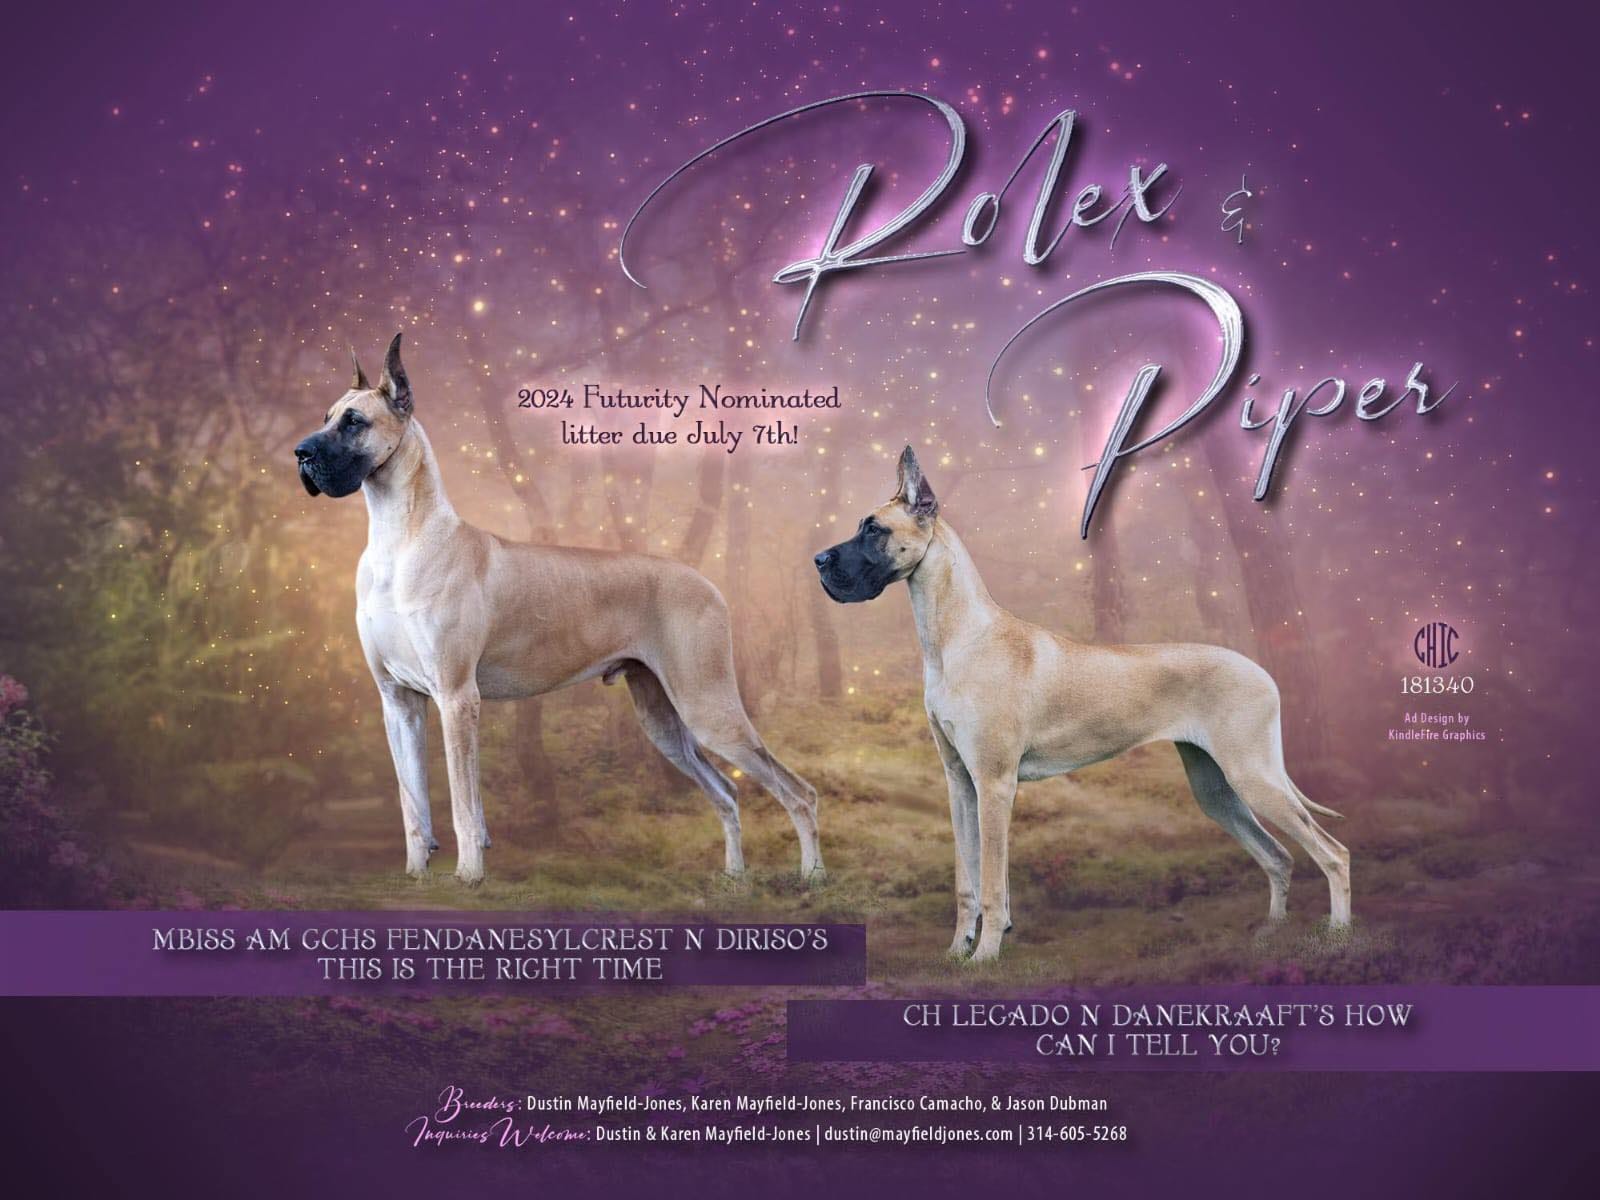 Rolex &
Piper
2024 Futurity Nominated
litter due July 7th!
CHIC
181340
Ad Design by
KindleFire Graphics
MBISS AM GCHS FENDANESYLCREST N DIRISO'S
THIS IS THE RIGHT TIME
CH LEGADO N DANEKRAAFT'S HOW
CAN I TELL YOU?
Breeders: Dustin Mayfield-Jones, Karen Mayfield-Jones, Francisco Camacho, & Jason Dubman
Inquiries Welcome: Dustin & Karen Mayfield-Jones | dustin@mayfieldjones.com | 314-605-5268